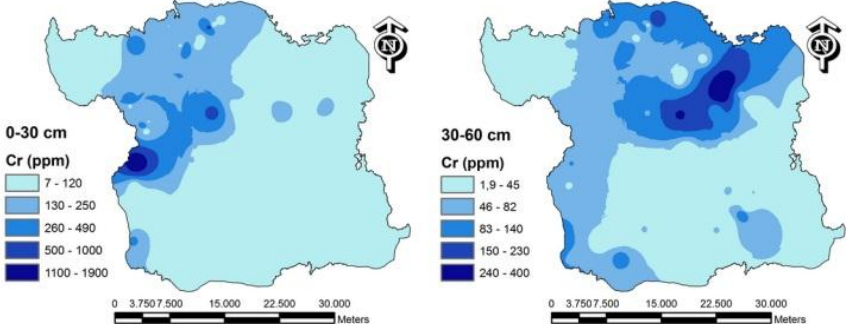 N
0-30 cm
Cr (ppm)
7 - 120
130 - 250
260 - 490
500 - 1000
1100 - 1900
0 3.750 7.500 15.000 22.500 30.000
Meters
N
30-60 cm
Cr (ppm)
1,9 - 45
46 - 82
83 - 140
150 - 230
240 - 400
0 3.750 7.500 15.000 22.500 30.000
Meters